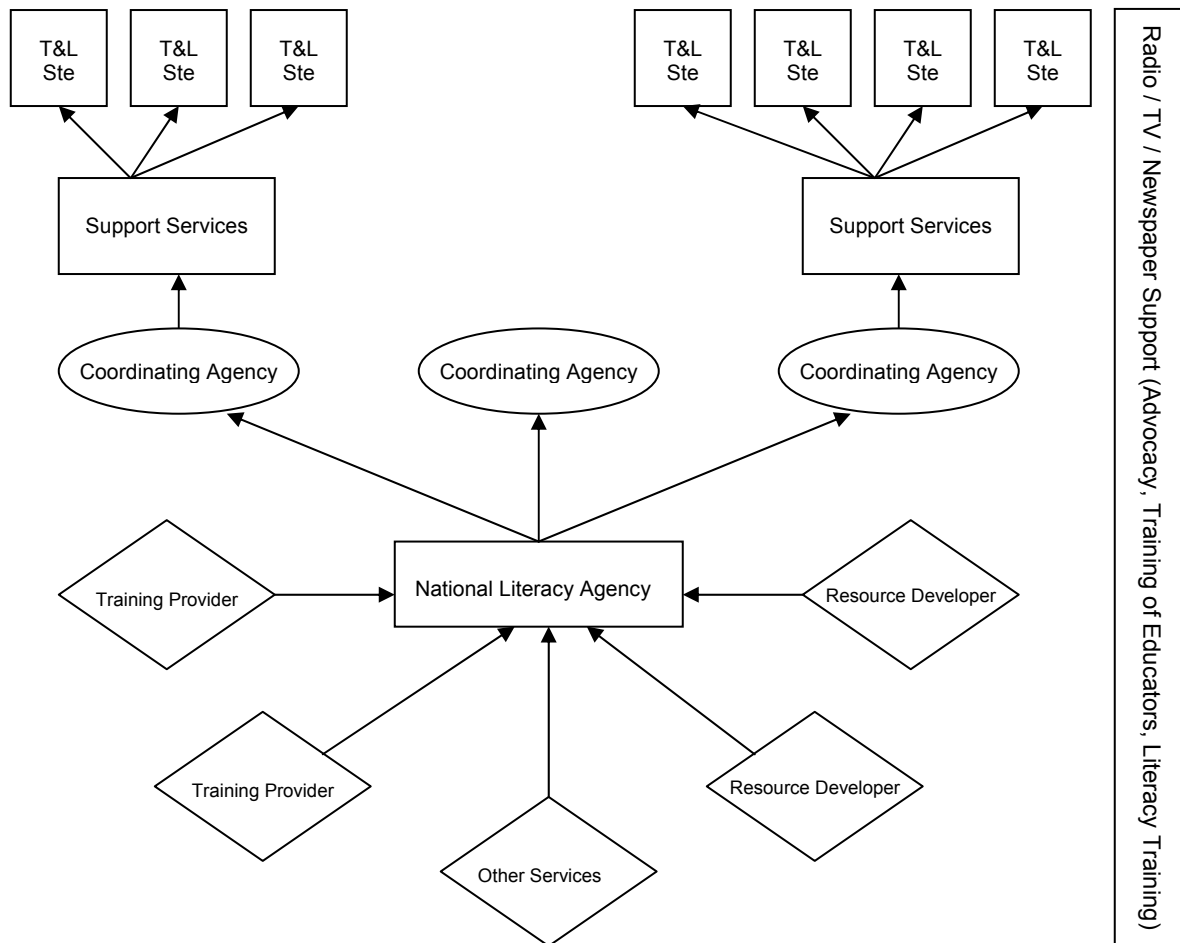 T&L
Ste
T&L
Ste
T&L
Ste
T&L
Ste
T&L
Ste
T&L
Ste
T&L
Ste
Support Services
Support Services
Coordinating Agency
Coordinating Agency
Coordinating Agency
National Literacy Agency
Training Provider
Resource Developer
Training Provider
Resource Developer
Other Services
Radio / TV / Newspaper Support (Advocacy, Training of Educators, Literacy Training)